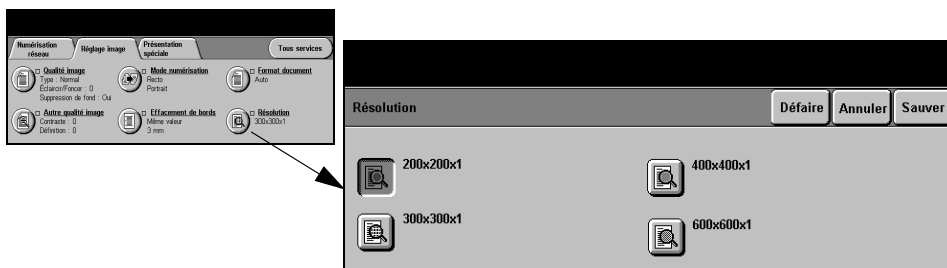 Numérisation réseau
Réglage image
Présentation spéciale
Tous services
Qualité image
Type : Normal
Éclaircir/Foncer : 0
Suppression de fond : Oui
Mode numérisation
Recto
Portrait
Format document
Auto
Autre qualité image
Contraste : 0
Définition : 0
Effacement de bords
Même valeur
3 mm
Résolution
300x300x1
Résolution
Défaire
Annuler
Sauver
200x200x1
400x400x1
300x300x1
600x600x1